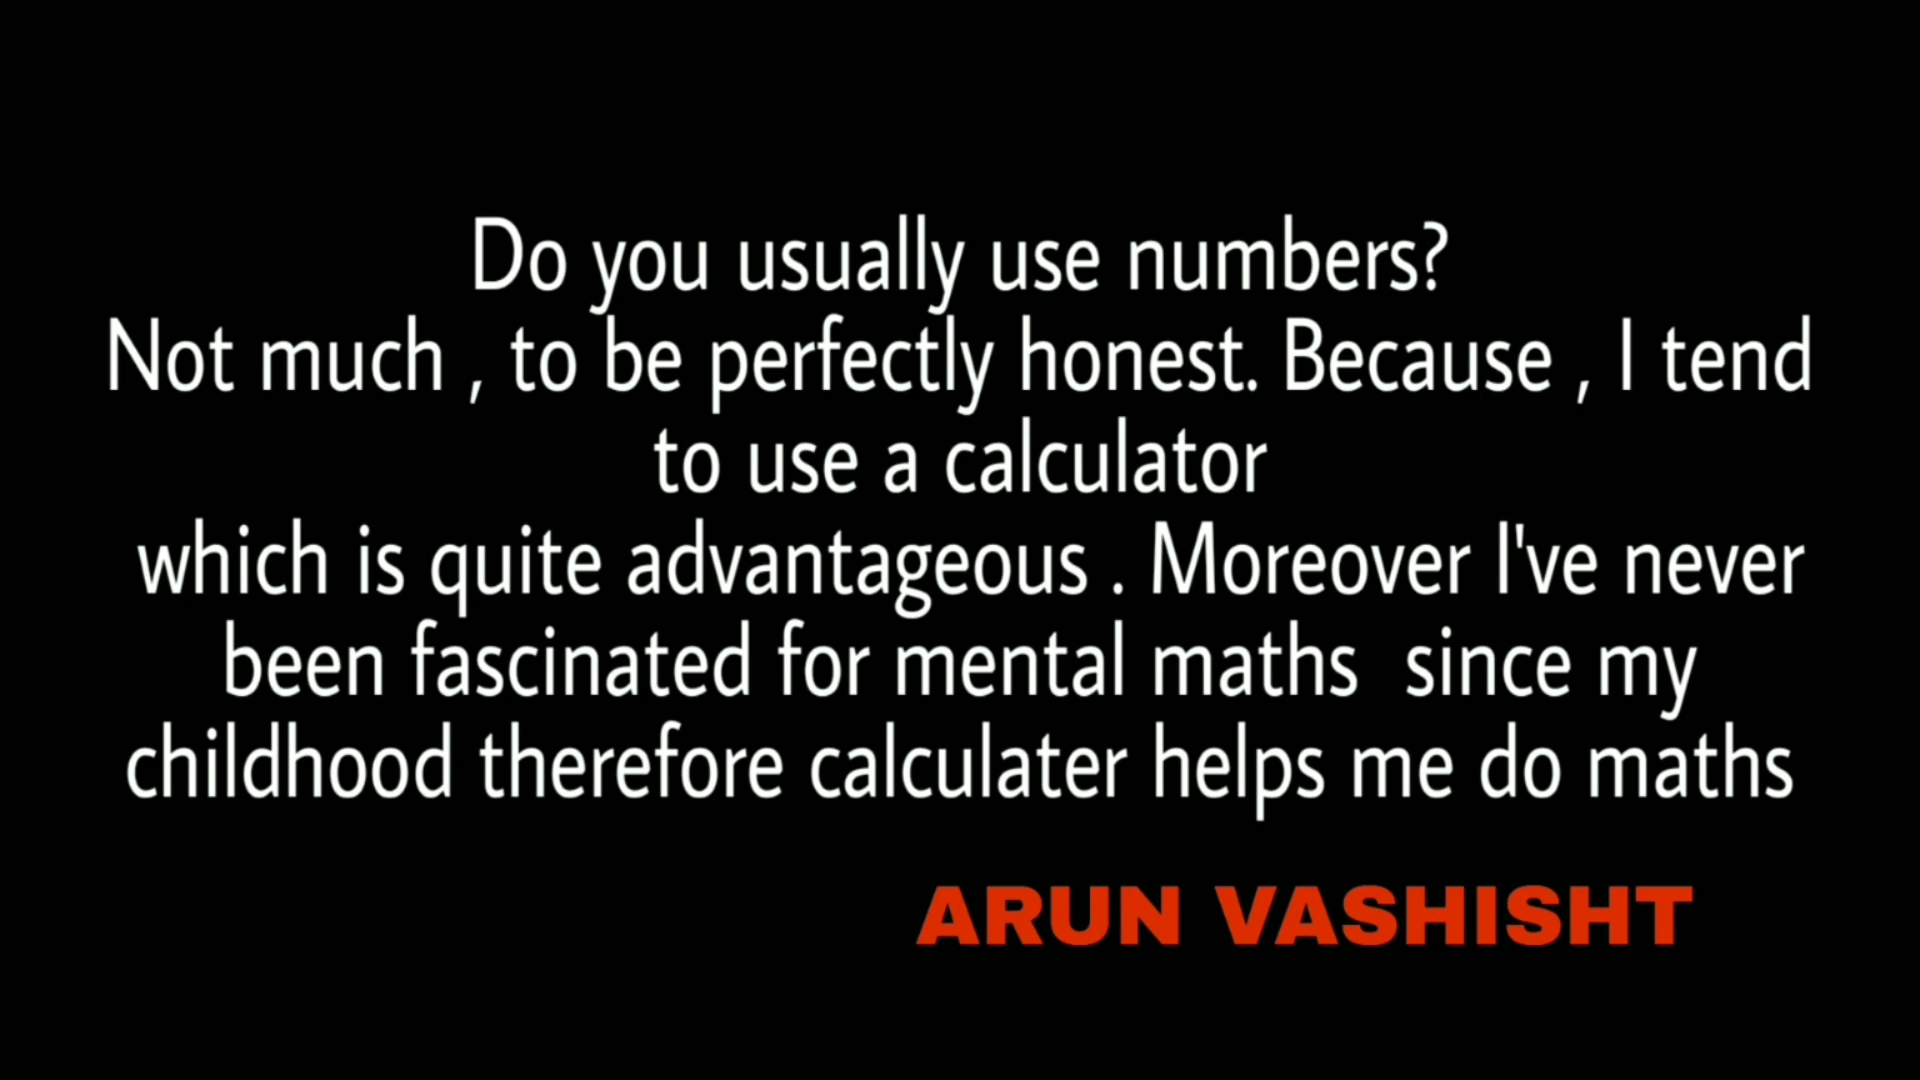 Do you usually use numbers?
Not much , to be perfectly honest. Because , I tend
to use a calculator
which is quite advantageous . Moreover I've never
been fascinated for mental maths  since my
childhood therefore calculater helps me do maths
ARUN VASHISHT